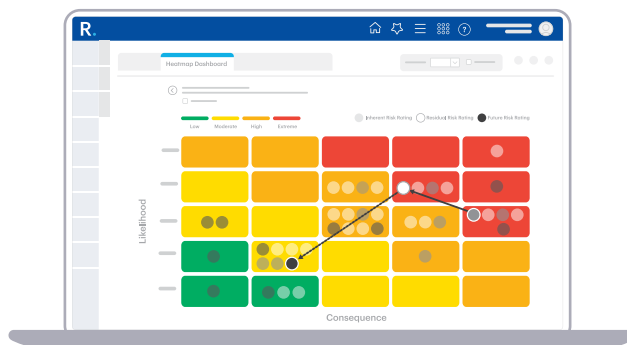 R.
?
Heatmap Dashboard
Low Moderate High Extreme
Inherent Risk Rating Residual Risk Rating Future Risk Rating
Likelihood
Consequence